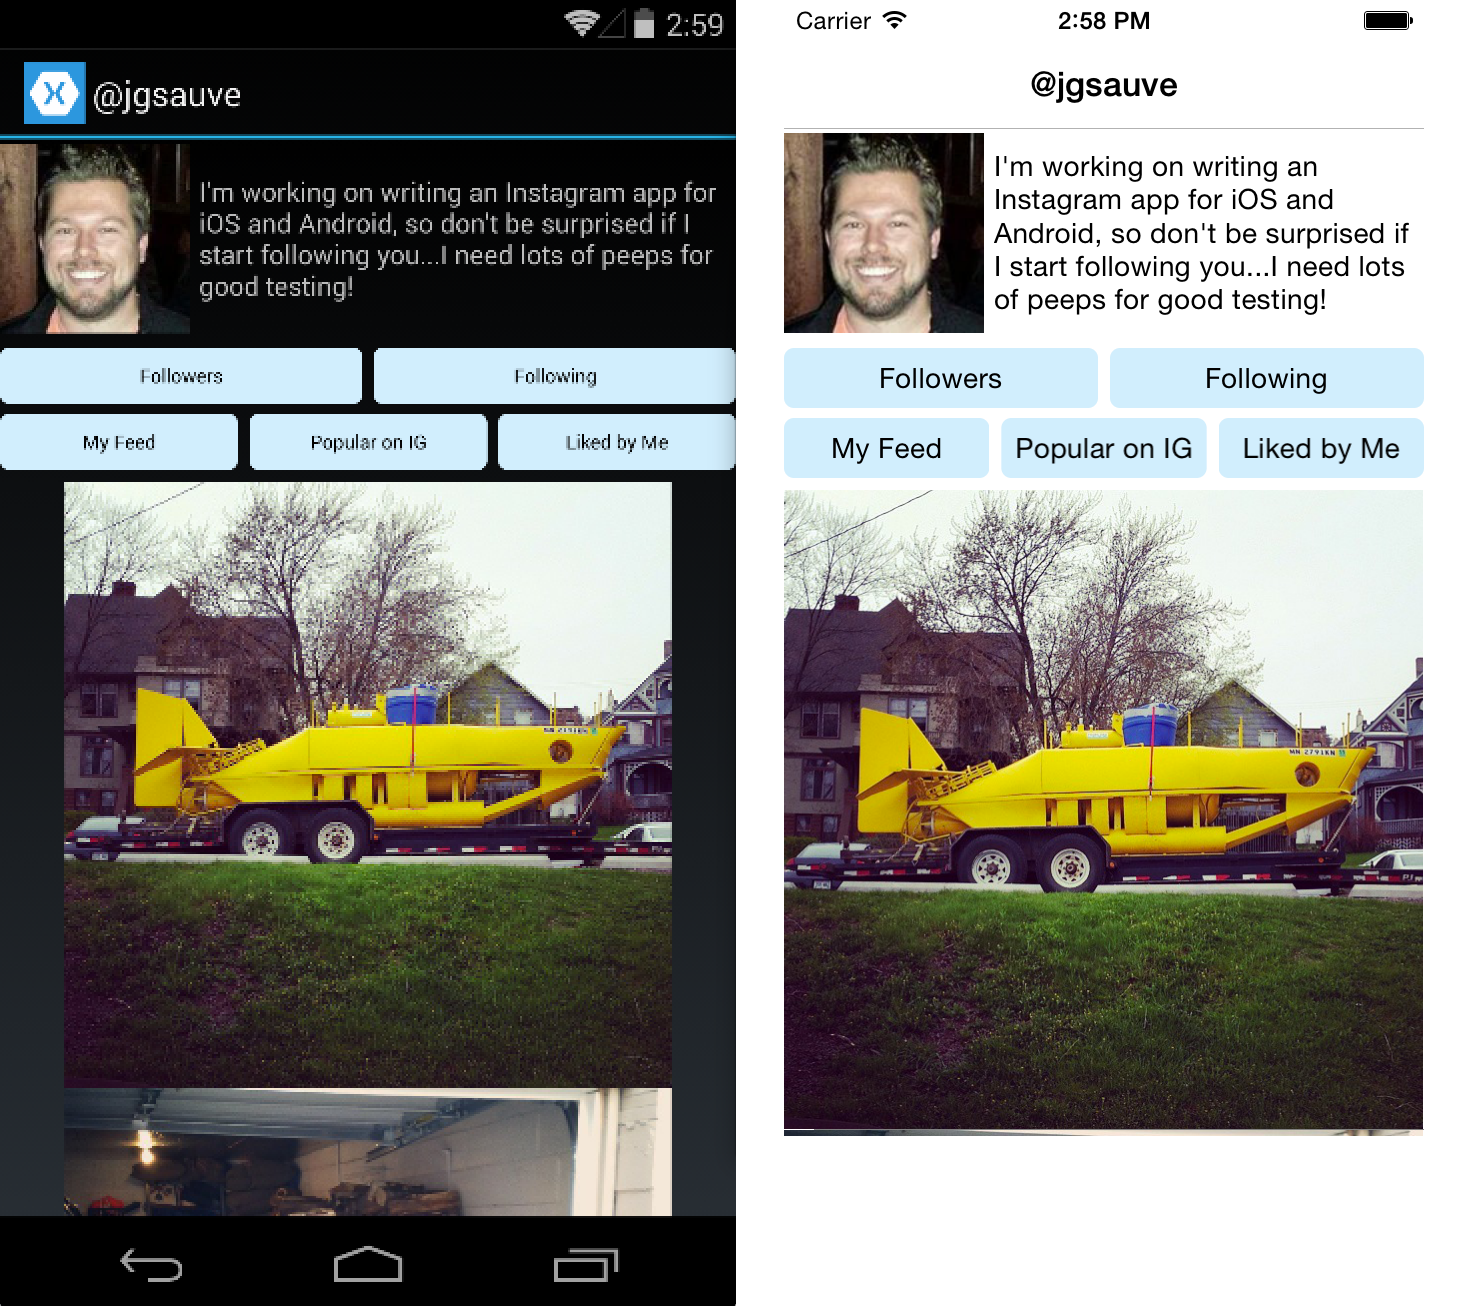 2:59
@jgsauve
I'm working on writing an Instagram app for
iOS and Android, so don't be surprised if I
start following you...I need lots of peeps for
good testing!
Followers
Following
My Feed
Popular on IG
Liked by Me
Carrier
2:58 PM
@jgsauve
I'm working on writing an
Instagram app for iOS and
Android, so don't be surprised if
I start following you...I need lots
of peeps for good testing!
Followers
Following
My Feed
Popular on IG
Liked by Me
MN 2791KN